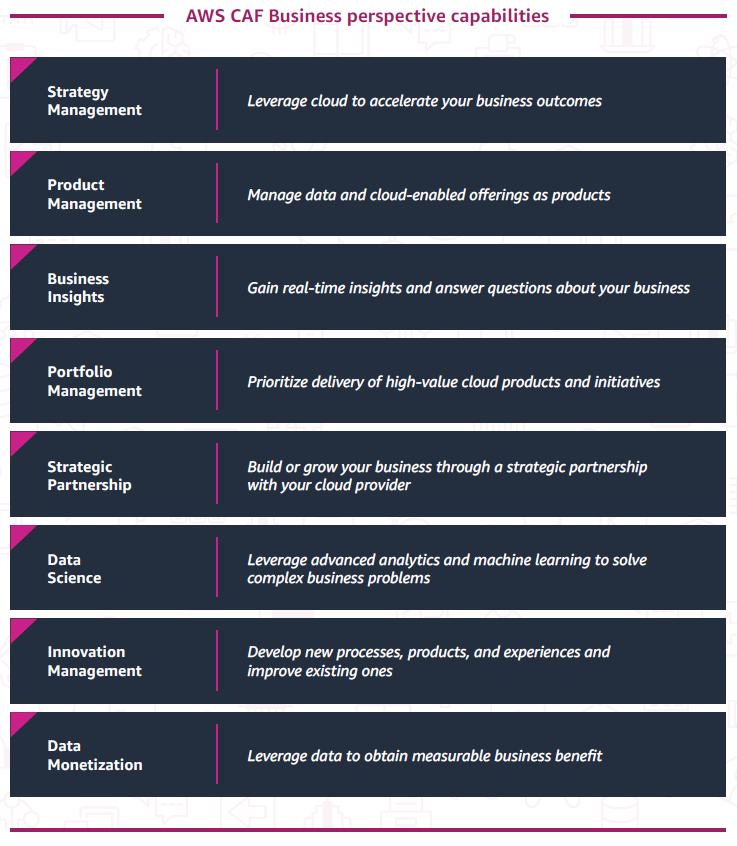 AWS CAF Business perspective capabilities
Strategy
Management
Leverage cloud to accelerate your business outcomes
Product
Management
Manage data and cloud-enabled offerings as products
Business
Insights
Gain real-time insights and answer questions about your business
Portfolio
Management
Prioritize delivery of high-value cloud products and initiatives
Strategic
Partnership
Build or grow your business through a strategic partnership
with your cloud provider
Data
Science
Leverage advanced analytics and machine learning to solve
complex business problems
Innovation
Management
Develop new processes, products, and experiences and
improve existing ones
Data
Monetization
Leverage data to obtain measurable business benefit